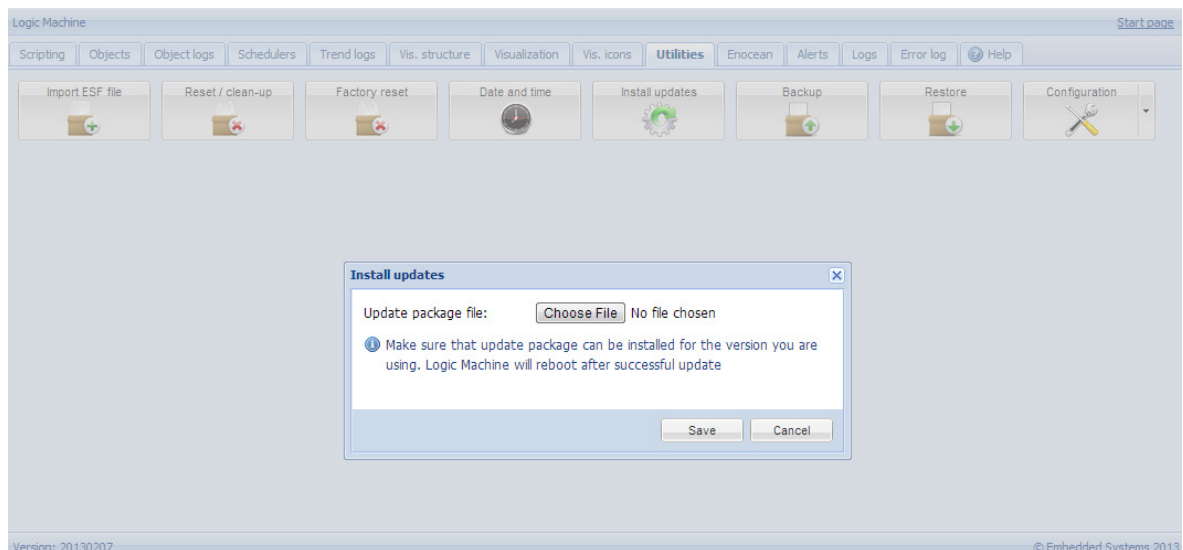 Logic Machine
Start page
Scripting Objects Object logs Schedulers Trend logs Vis. structure Visualization Vis. icons Utilities Enocean Alerts Logs Error log Help
Import ESF file Reset / clean-up Factory reset Date and time Install updates Backup Restore Configuration
Install updates
Update package file: Choose File No file chosen
Make sure that update package can be installed for the version you are
using. Logic Machine will reboot after successful update
Save Cancel
Version: 20130207 © Embedded Systems 2013